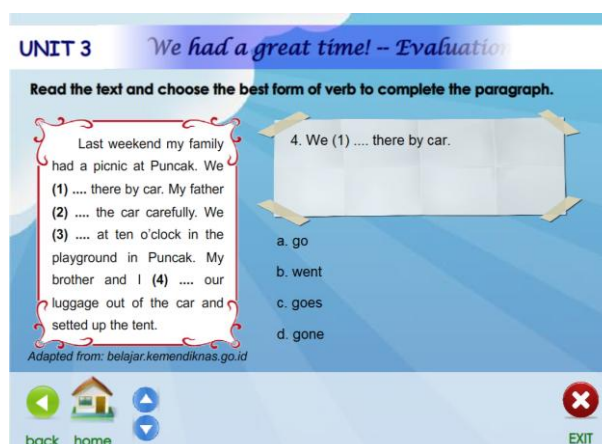 UNIT 3
We had a great time! -- Evaluation
Read the text and choose the best form of verb to complete the paragraph.
Last weekend my family
had a picnic at Puncak. We
(1) .... there by car. My father
(2) .... the car carefully. We
(3) .... at ten o'clock in the
playground in Puncak. My
brother and I (4) .... our
luggage out of the car and
setted up the tent.
Adapted from: belajar.kemendiknas.go.id
4. We (1) .... there by car.
a. go
b. went
c. goes
d. gone
back
home
EXIT